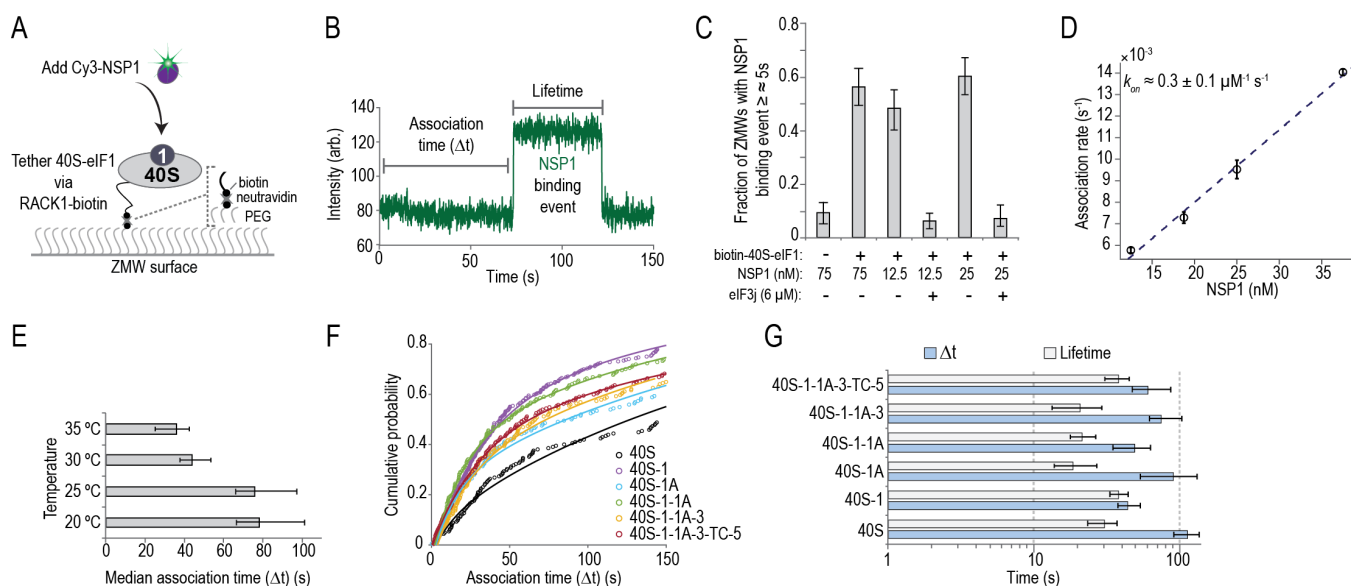 A
Add Cy3-NSP1
1
40S
Tether 40S-eIF1
via
RACK1-biotin
biotin
neutravidin
PEG
ZMW surface
B
Intensity (arb.)
140
120
100
80
60
Lifetime
Association
time (Δt)
NSP1
binding
event
0
50
100
150
Time (s)
C
Fraction of ZMWs with NSP1
binding event ≥ ≈ 5s
0.8
0.6
0.4
0.2
0
biotin-40S-eIF1: - + + + + +
NSP1 (nM): 75 75 12.5 12.5 25 25
eIF3j (6 µM): - - - + - +
D
×10⁻³
kon ≈ 0.3 ± 0.1 µM⁻¹ s⁻¹
Association rate (s⁻¹)
14
13
12
11
10
9
8
7
6
15 20 25 30 35
NSP1 (nM)
E
Temperature
35 ºC
30 ºC
25 ºC
20 ºC
0 20 40 60 80 100
Median association time (Δt) (s)
F
Cumulative probability
0.8
0.6
0.4
0.2
0
40S
40S-1
40S-1A
40S-1-1A
40S-1-1A-3
40S-1-1A-3-TC-5
0 50 100 150
Association time (Δt) (s)
G
Δt Lifetime
40S-1-1A-3-TC-5
40S-1-1A-3
40S-1-1A
40S-1A
40S-1
40S
1 10 100
Time (s)